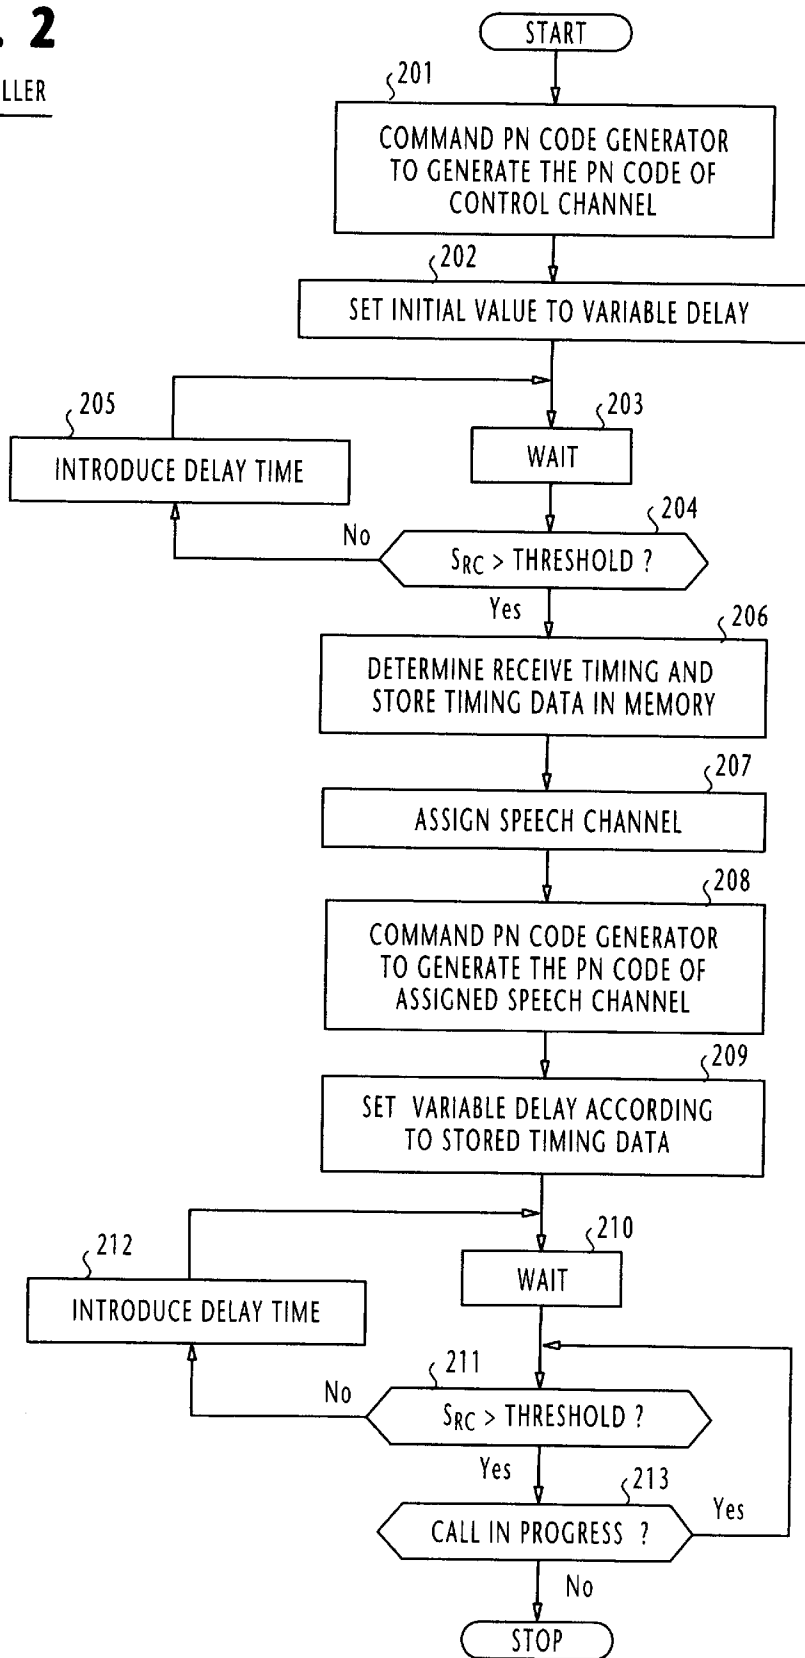 . 2
LLER
START
201
COMMAND PN CODE GENERATOR
TO GENERATE THE PN CODE OF
CONTROL CHANNEL
202
SET INITIAL VALUE TO VARIABLE DELAY
205
INTRODUCE DELAY TIME
203
WAIT
204
No
SRC > THRESHOLD ?
Yes
206
DETERMINE RECEIVE TIMING AND
STORE TIMING DATA IN MEMORY
207
ASSIGN SPEECH CHANNEL
208
COMMAND PN CODE GENERATOR
TO GENERATE THE PN CODE OF
ASSIGNED SPEECH CHANNEL
209
SET VARIABLE DELAY ACCORDING
TO STORED TIMING DATA
212
INTRODUCE DELAY TIME
210
WAIT
211
No
SRC > THRESHOLD ?
Yes
213
CALL IN PROGRESS ?
Yes
No
STOP